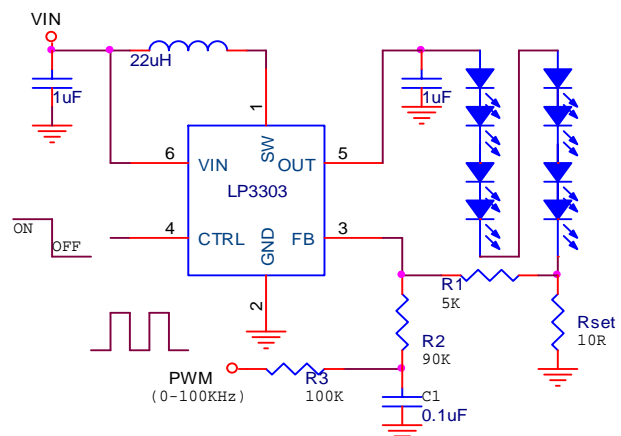 VIN
22uH
1uF
1uF
1
6
VIN
SW
OUT
5
LP3303
ON
OFF
4
CTRL
GND
FB
3
2
R1
5K
R2
90K
Rset
10R
PWM
(0-100KHz)
R3
100K
C1
0.1uF